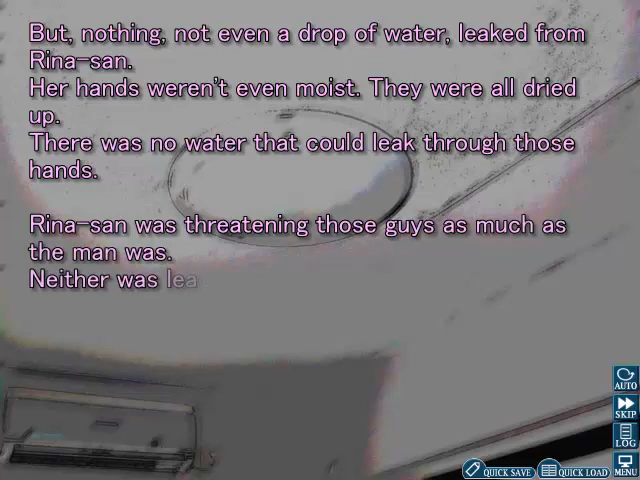 But, nothing, not even a drop of water, leaked from
Rina-san.
Her hands weren't even moist. They were all dried
up.
There was no water that could leak through those
hands.
Rina-san was threatening those guys as much as
the man was.
Neither was lea
AUTO
SKIP
LOG
MENU
QUICK SAVE
QUICK LOAD